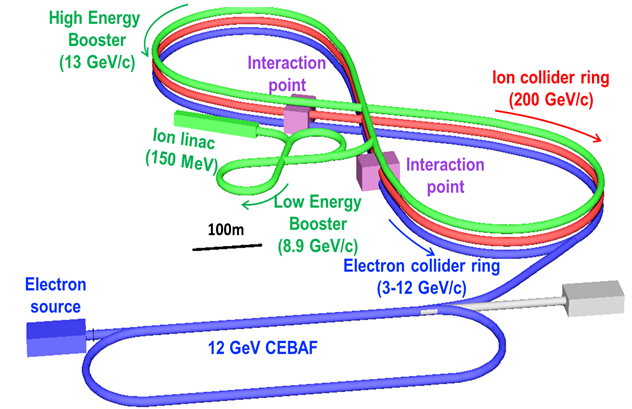 High Energy
Booster
(13 GeV/c)
Interaction
point
Ion collider ring
(200 GeV/c)
Ion linac
(150 MeV)
Interaction
point
Low Energy
Booster
(8.9 GeV/c)
100m
Electron collider ring
(3-12 GeV/c)
Electron
source
12 GeV CEBAF